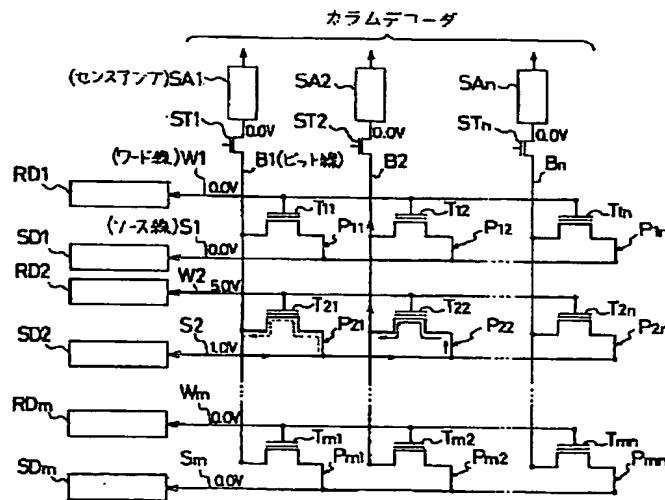 カラムデコーダ
(センスアンプ)SA1
SA2
SAn
0.0V
0.0V
0.0V
ST1
ST2
STn
(ワード線)W1
B1(ビット線)
B2
Bn
RD1
0.0V
T11
T12
T1n
(ソース線)S1
P11
P12
P1n
SD1
0.0V
RD2
W2
5.0V
T21
T22
T2n
S2
P21
P22
P2n
SD2
1.0V
Wm
RDm
0.0V
Tm1
Tm2
Tmn
Sm
Pm1
Pm2
Pmn
SDm
0.0V